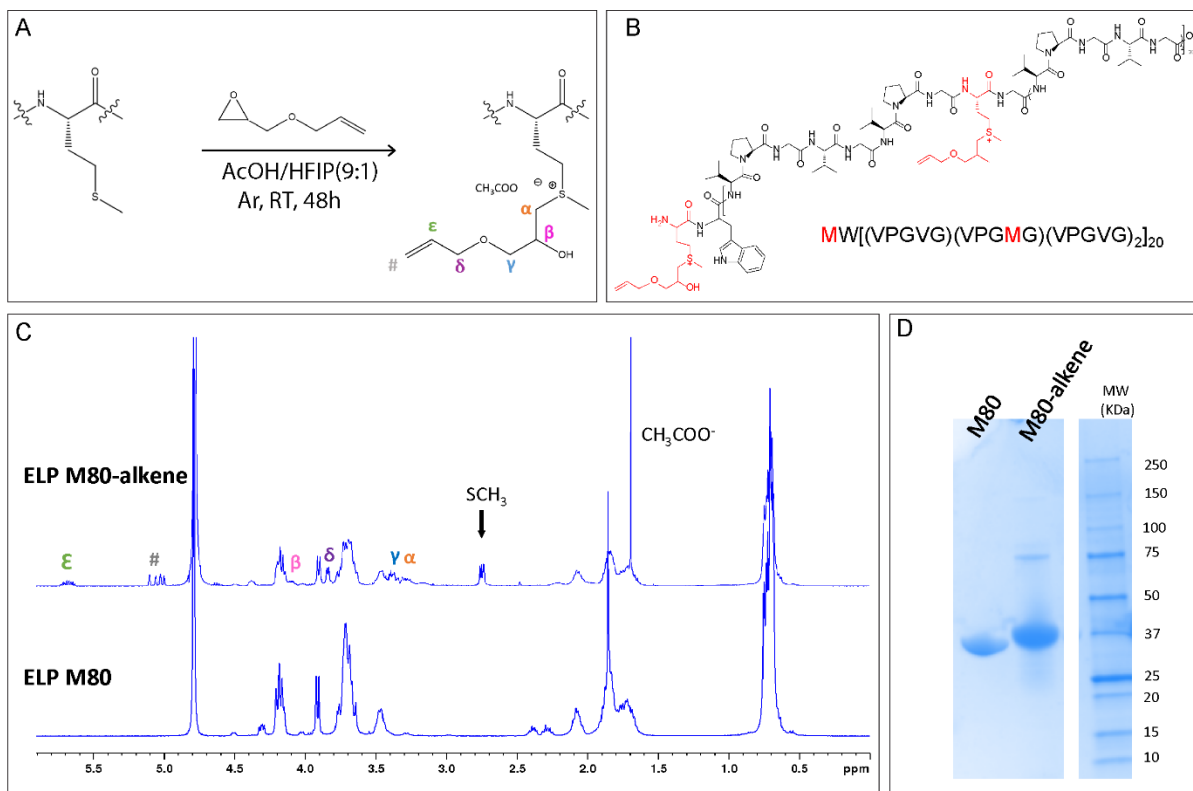 A
H
N
O
S
O
O
AcOH/HFIP(9:1)
Ar, RT, 48h
H
N
O
CH₃COO ⊖ ⊕
S
α
ε
β
O
OH
#
δ
γ
B
MW[(VPGVG)(VPGMG)(VPGVG)₂]₂₀
C
ELP M80-alkene
CH₃COO⁻
SCH₃
ε
#
β
δ
γ
α
ELP M80
5.5 5.0 4.5 4.0 3.5 3.0 2.5 2.0 1.5 1.0 0.5 ppm
D
M80
M80-alkene
MW
(KDa)
250
150
100
75
50
37
25
20
15
10